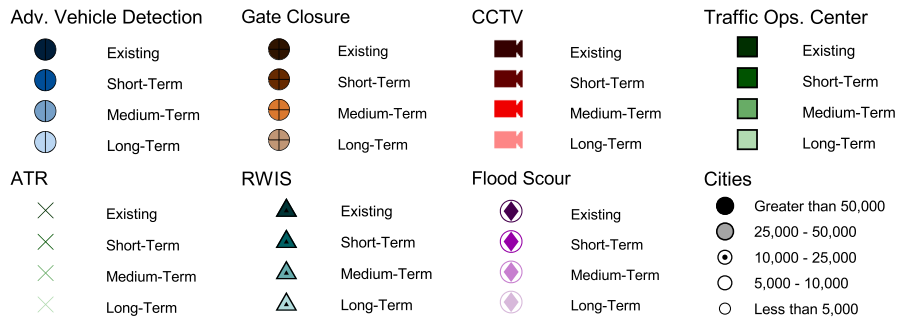 Adv. Vehicle Detection
Existing
Short-Term
Medium-Term
Long-Term
Gate Closure
Existing
Short-Term
Medium-Term
Long-Term
CCTV
Existing
Short-Term
Medium-Term
Long-Term
Traffic Ops. Center
Existing
Short-Term
Medium-Term
Long-Term
ATR
Existing
Short-Term
Medium-Term
Long-Term
RWIS
Existing
Short-Term
Medium-Term
Long-Term
Flood Scour
Existing
Short-Term
Medium-Term
Long-Term
Cities
Greater than 50,000
25,000 - 50,000
10,000 - 25,000
5,000 - 10,000
Less than 5,000